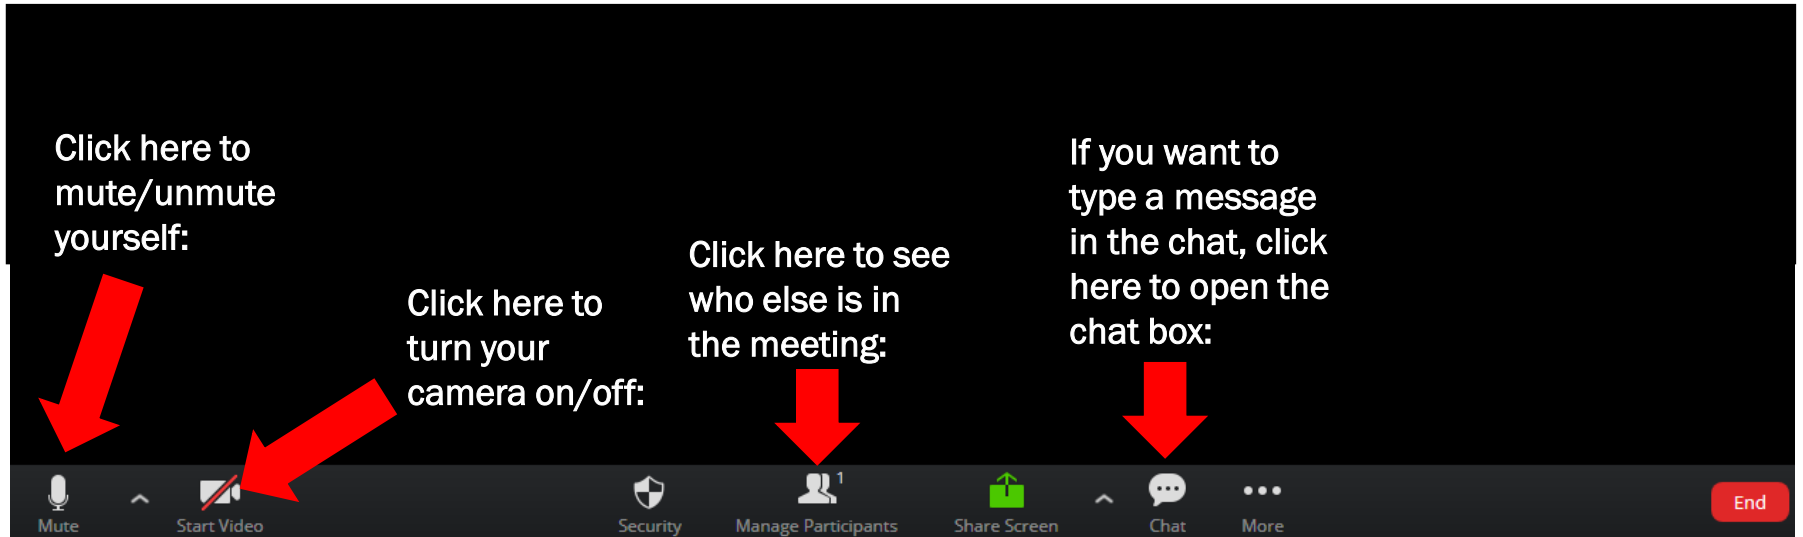 Click here to
mute/unmute
yourself:
Click here to
turn your
camera on/off:
Click here to see
who else is in
the meeting:
If you want to
type a message
in the chat, click
here to open the
chat box:
Mute
Start Video
Security
1
Manage Participants
Share Screen
Chat
More
End